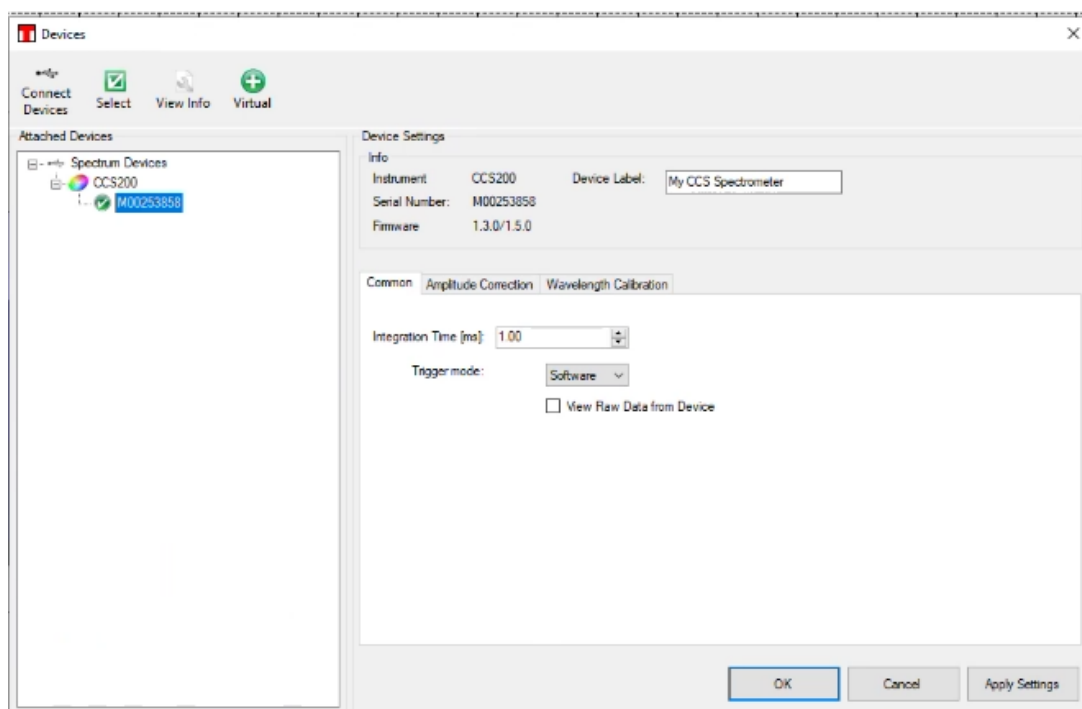 Devices
Connect Devices
Select
View Info
Virtual
Attached Devices
Spectrum Devices
CCS200
M00253858
Device Settings
Info
Instrument CCS200 Device Label: My CCS Spectrometer
Serial Number: M00253858
Firmware 1.3.0/1.5.0
Common Amplitude Correction Wavelength Calibration
Integration Time [ms]: 1.00
Trigger mode: Software
View Raw Data from Device
OK Cancel Apply Settings